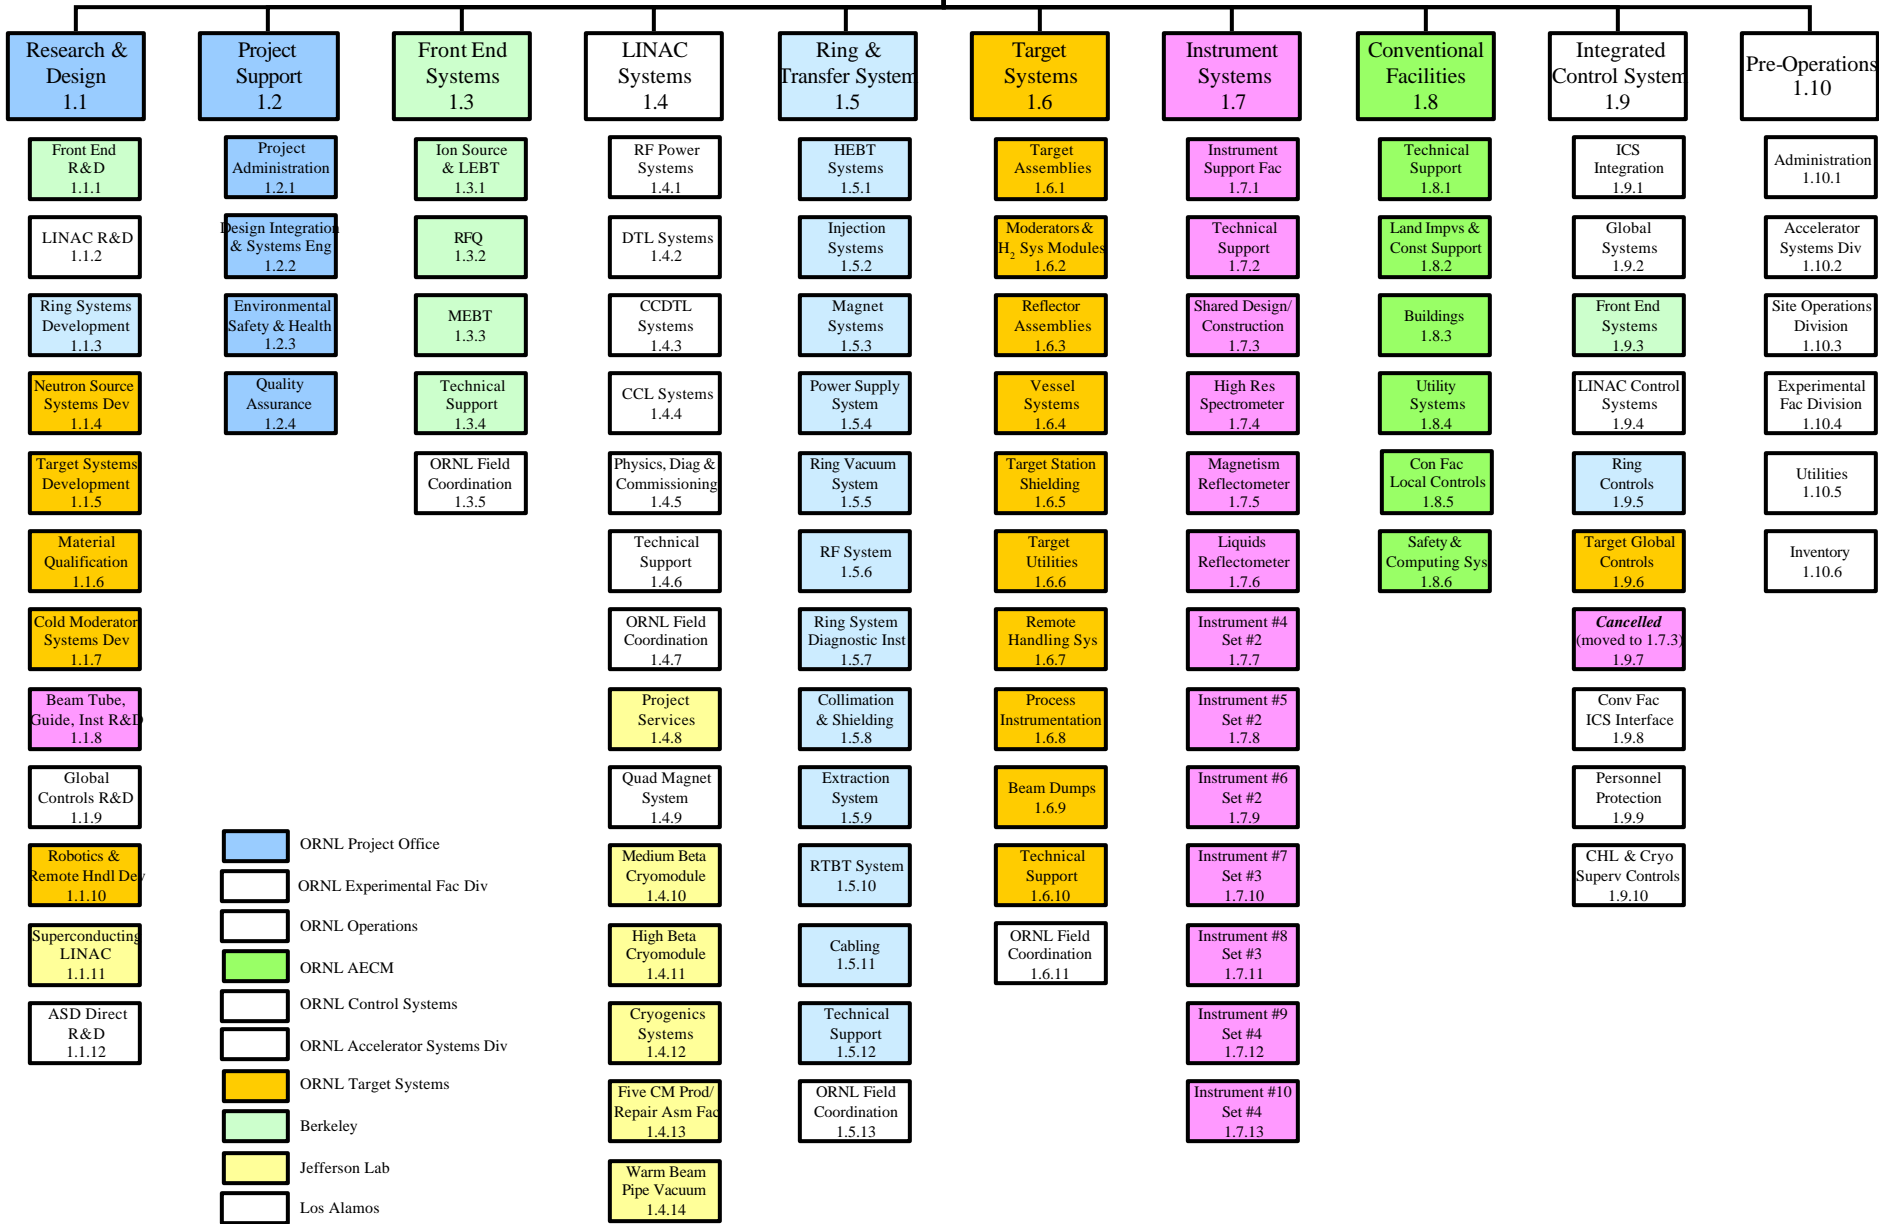 Research &
Design
1.1
Project
Support
1.2
Front End
Systems
1.3
LINAC
Systems
1.4
Ring &
Transfer System
1.5
Target
Systems
1.6
Instrument
Systems
1.7
Conventional
Facilities
1.8
Integrated
Control System
1.9
Pre-Operations
1.10
Front End
R&D
1.1.1
LINAC R&D
1.1.2
Ring Systems
Development
1.1.3
Neutron Source
Systems Dev
1.1.4
Target Systems
Development
1.1.5
Material
Qualification
1.1.6
Cold Moderator
Systems Dev
1.1.7
Beam Tube,
Guide, Inst R&D
1.1.8
Global
Controls R&D
1.1.9
Robotics &
Remote Hndl Dev
1.1.10
Superconducting
LINAC
1.1.11
ASD Direct
R&D
1.1.12
Project
Administration
1.2.1
Design Integration
& Systems Eng
1.2.2
Environmental
Safety & Health
1.2.3
Quality
Assurance
1.2.4
Ion Source
& LEBT
1.3.1
RFQ
1.3.2
MEBT
1.3.3
Technical
Support
1.3.4
ORNL Field
Coordination
1.3.5
RF Power
Systems
1.4.1
DTL Systems
1.4.2
CCDTL
Systems
1.4.3
CCL Systems
1.4.4
Physics, Diag &
Commissioning
1.4.5
Technical
Support
1.4.6
ORNL Field
Coordination
1.4.7
Project
Services
1.4.8
Quad Magnet
System
1.4.9
Medium Beta
Cryomodule
1.4.10
High Beta
Cryomodule
1.4.11
Cryogenics
Systems
1.4.12
Five CM Prod/
Repair Asm Fac
1.4.13
Warm Beam
Pipe Vacuum
1.4.14
HEBT
Systems
1.5.1
Injection
Systems
1.5.2
Magnet
Systems
1.5.3
Power Supply
System
1.5.4
Ring Vacuum
System
1.5.5
RF System
1.5.6
Ring System
Diagnostic Inst
1.5.7
Collimation
& Shielding
1.5.8
Extraction
System
1.5.9
RTBT System
1.5.10
Cabling
1.5.11
Technical
Support
1.5.12
ORNL Field
Coordination
1.5.13
Target
Assemblies
1.6.1
Moderators &
H2 Sys Modules
1.6.2
Reflector
Assemblies
1.6.3
Vessel
Systems
1.6.4
Target Station
Shielding
1.6.5
Target
Utilities
1.6.6
Remote
Handling Sys
1.6.7
Process
Instrumentation
1.6.8
Beam Dumps
1.6.9
Technical
Support
1.6.10
ORNL Field
Coordination
1.6.11
Instrument
Support Fac
1.7.1
Technical
Support
1.7.2
Shared Design/
Construction
1.7.3
High Res
Spectrometer
1.7.4
Magnetism
Reflectometer
1.7.5
Liquids
Reflectometer
1.7.6
Instrument #4
Set #2
1.7.7
Instrument #5
Set #2
1.7.8
Instrument #6
Set #2
1.7.9
Instrument #7
Set #3
1.7.10
Instrument #8
Set #3
1.7.11
Instrument #9
Set #4
1.7.12
Instrument #10
Set #4
1.7.13
Technical
Support
1.8.1
Land Impvs &
Const Support
1.8.2
Buildings
1.8.3
Utility
Systems
1.8.4
Con Fac
Local Controls
1.8.5
Safety &
Computing Sys
1.8.6
ICS
Integration
1.9.1
Global
Systems
1.9.2
Front End
Systems
1.9.3
LINAC Control
Systems
1.9.4
Ring
Controls
1.9.5
Target Global
Controls
1.9.6
Cancelled
(moved to 1.7.3)
1.9.7
Conv Fac
ICS Interface
1.9.8
Personnel
Protection
1.9.9
CHL & Cryo
Superv Controls
1.9.10
Administration
1.10.1
Accelerator
Systems Div
1.10.2
Site Operations
Division
1.10.3
Experimental
Fac Division
1.10.4
Utilities
1.10.5
Inventory
1.10.6
ORNL Project Office
ORNL Experimental Fac Div
ORNL Operations
ORNL AECM
ORNL Control Systems
ORNL Accelerator Systems Div
ORNL Target Systems
Berkeley
Jefferson Lab
Los Alamos